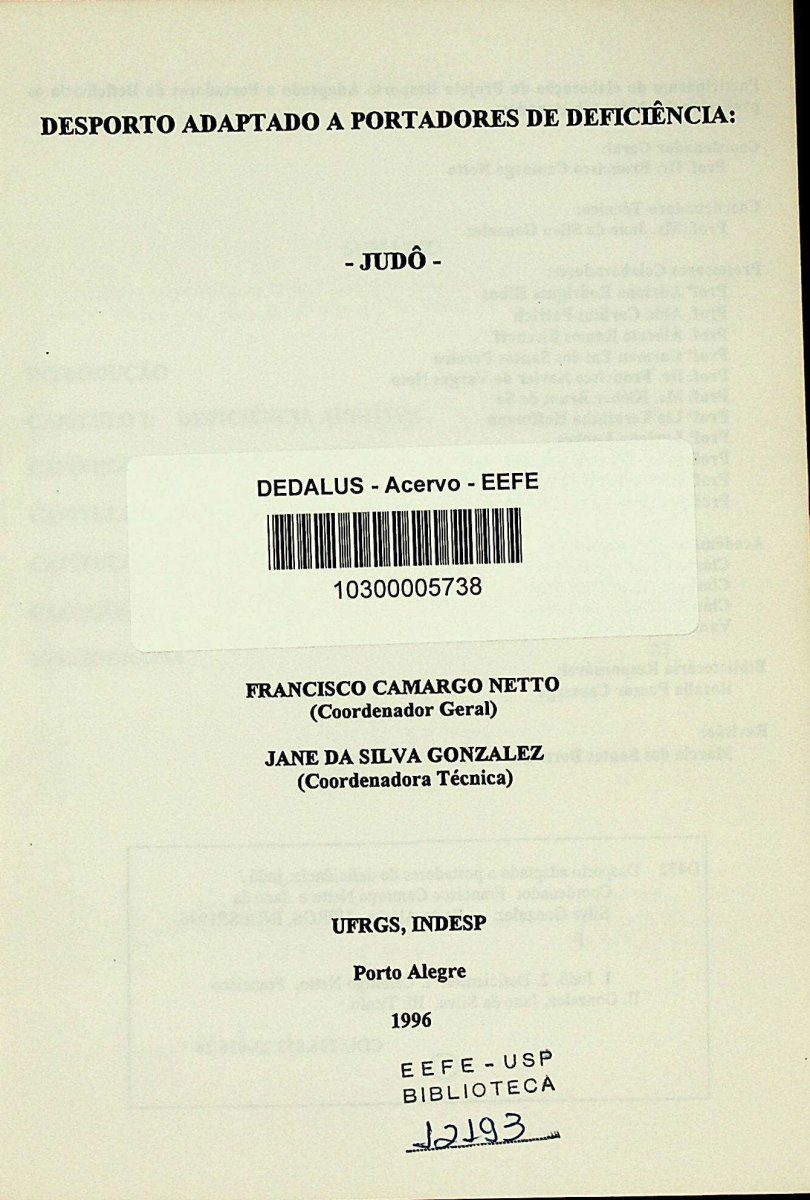 DESPORTO ADAPTADO A PORTADORES DE DEFICIÊNCIA:
- JUDÔ -
DEDALUS - Acervo - EEFE
10300005738
FRANCISCO CAMARGO NETTO
(Coordenador Geral)
JANE DA SILVA GONZALEZ
(Coordenadora Técnica)
UFRGS, INDESP
Porto Alegre
1996
EEFE - USP
BIBLIOTECA
12193